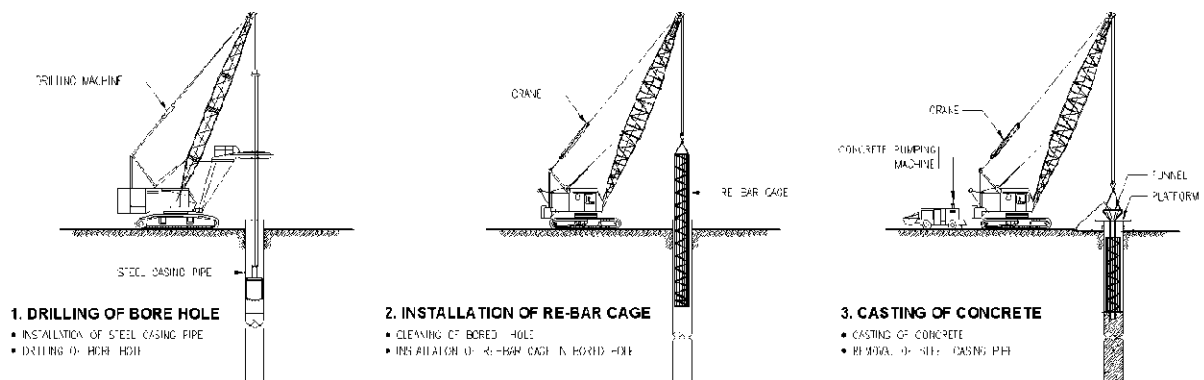 DRILLING MACHINE
STEEL CASING PIPE
1. DRILLING OF BORE HOLE
• INSTALLATION OF STEEL CASING PIPE
• DRILLING OF BORE HOLE
CRANE
RE-BAR CAGE
2. INSTALLATION OF RE-BAR CAGE
• CLEANING OF BORED HOLE
• INSTALLATION OF RE-BAR CAGE IN BORED HOLE
CRANE
CONCRETE PUMPING
MACHINE
FUNNEL
PLATFORM
3. CASTING OF CONCRETE
• CASTING OF CONCRETE
• REMOVAL OF STEEL CASING PIPE